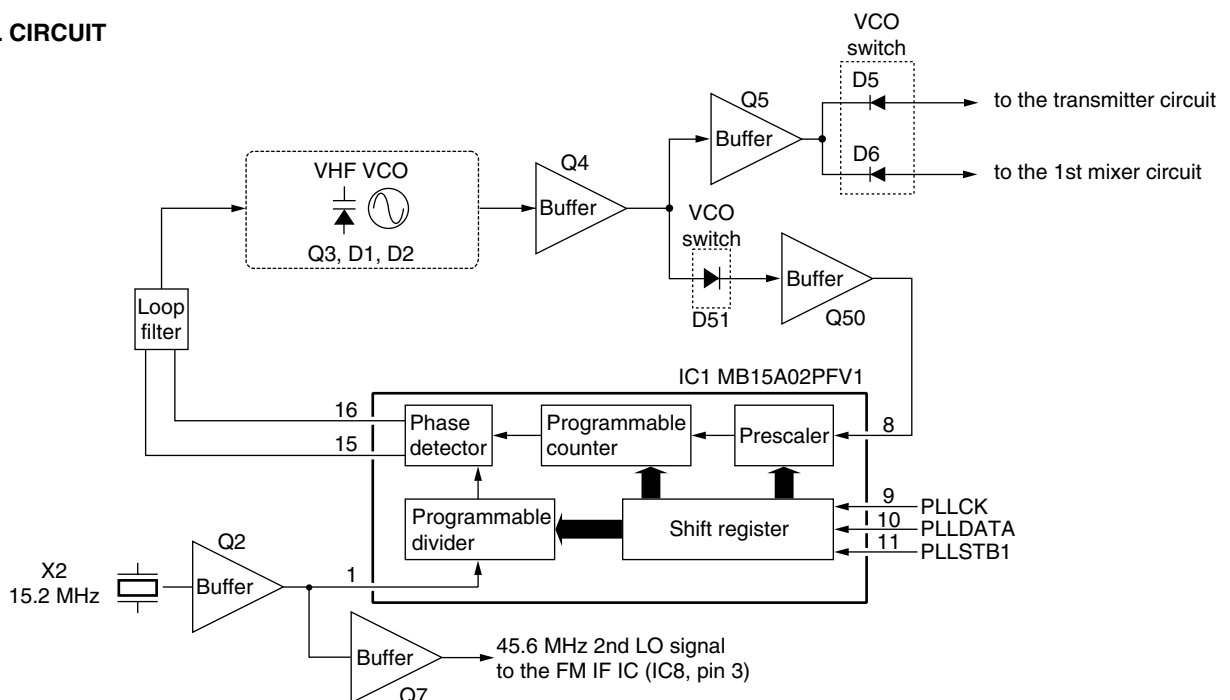 CIRCUIT
VCO
switch
D5
to the transmitter circuit
Q5
Buffer
D6
to the 1st mixer circuit
VHF VCO
Q3, D1, D2
Q4
Buffer
VCO
switch
D51
Buffer
Q50
Loop
filter
IC1 MB15A02PFV1
16
15
Phase
detector
Programmable
counter
Prescaler
8
Programmable
divider
Shift register
9
PLLCK
10
PLLDATA
11
PLLSTB1
X2
15.2 MHz
Q2
Buffer
1
Buffer
Q7
45.6 MHz 2nd LO signal
to the FM IF IC (IC8, pin 3)